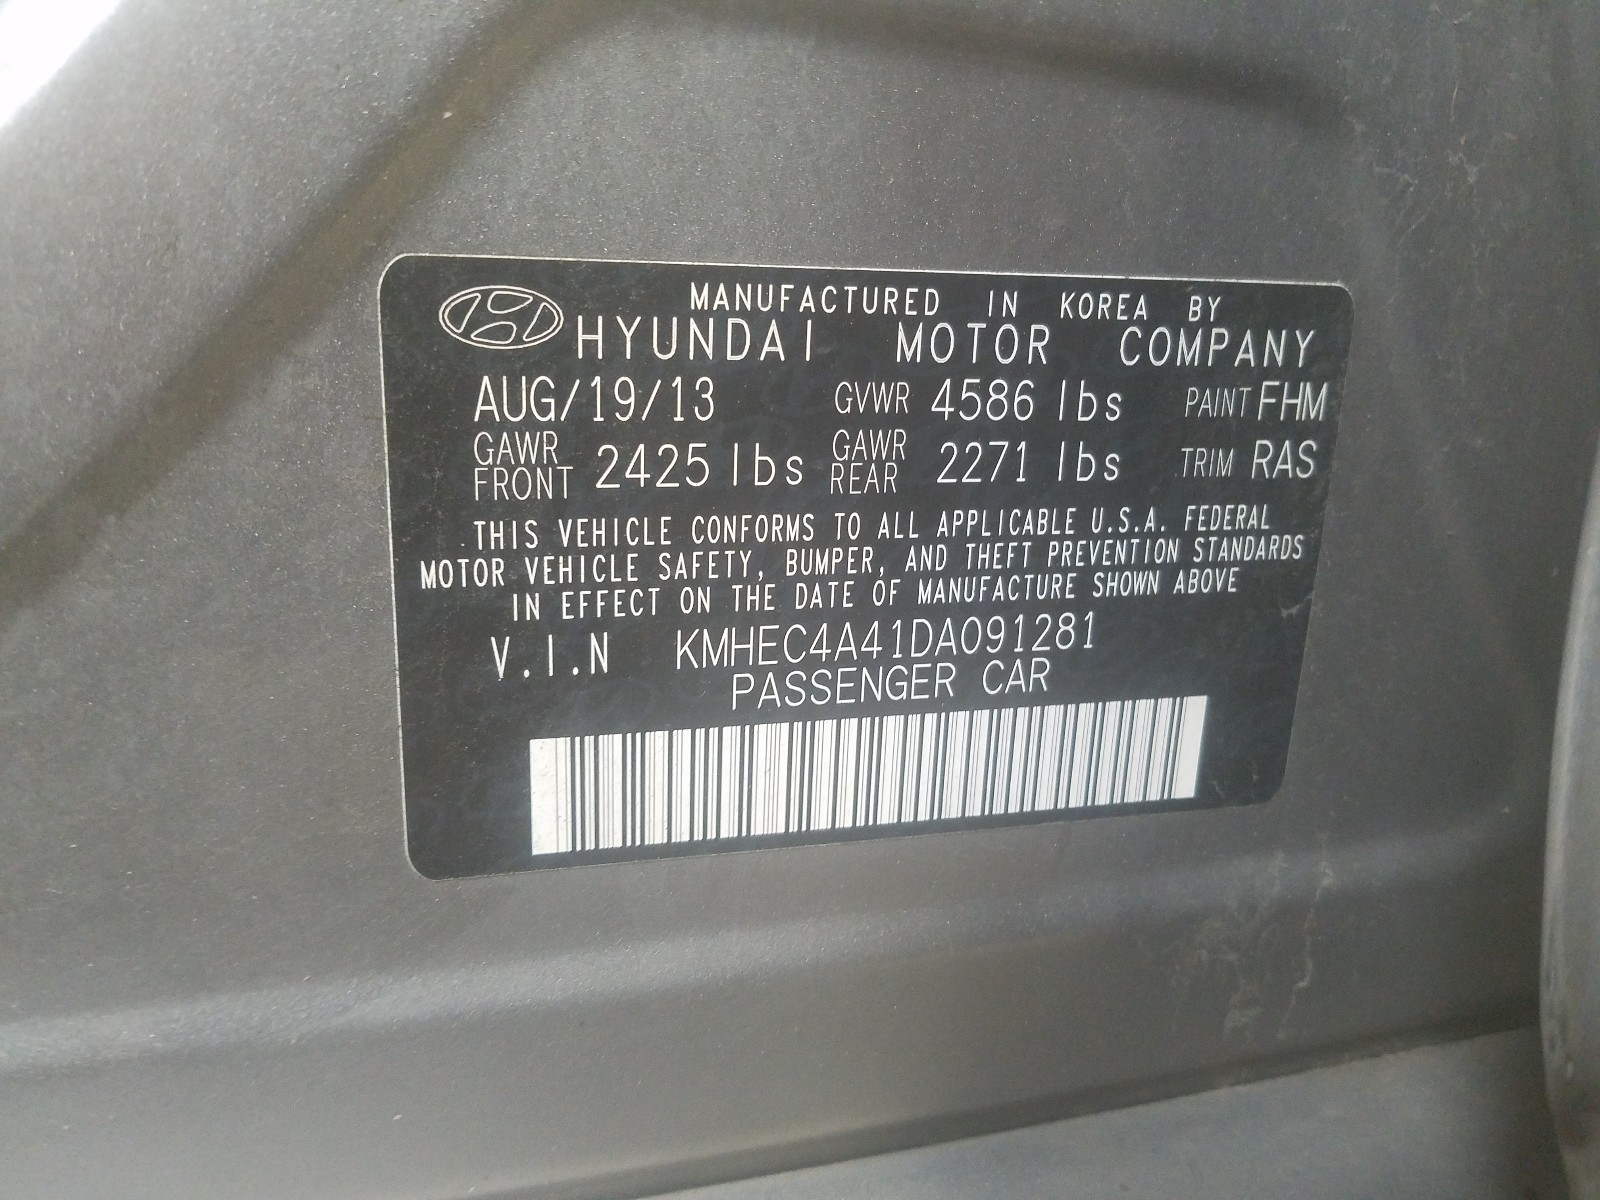 MANUFACTURED IN KOREA BY
HYUNDAI MOTOR COMPANY
AUG/19/13 GVWR 4586 lbs PAINT FHM
GAWR FRONT 2425 lbs GAWR REAR 2271 lbs TRIM RAS
THIS VEHICLE CONFORMS TO ALL APPLICABLE U.S.A. FEDERAL
MOTOR VEHICLE SAFETY, BUMPER, AND THEFT PREVENTION STANDARDS
IN EFFECT ON THE DATE OF MANUFACTURE SHOWN ABOVE
V.I.N KMHEC4A41DA091281
PASSENGER CAR